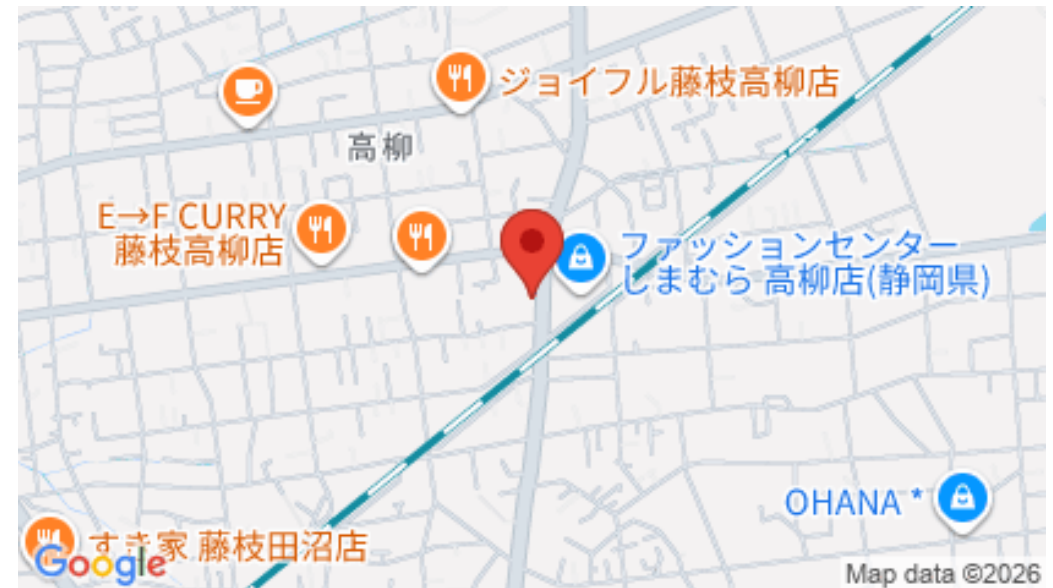 ジョイフル藤枝高柳店
高柳
E→F CURRY
藤枝高柳店
ファッションセンター
しまむら 高柳店(静岡県)
OHANA *
すき家 藤枝田沼店
Google
Map data ©2026